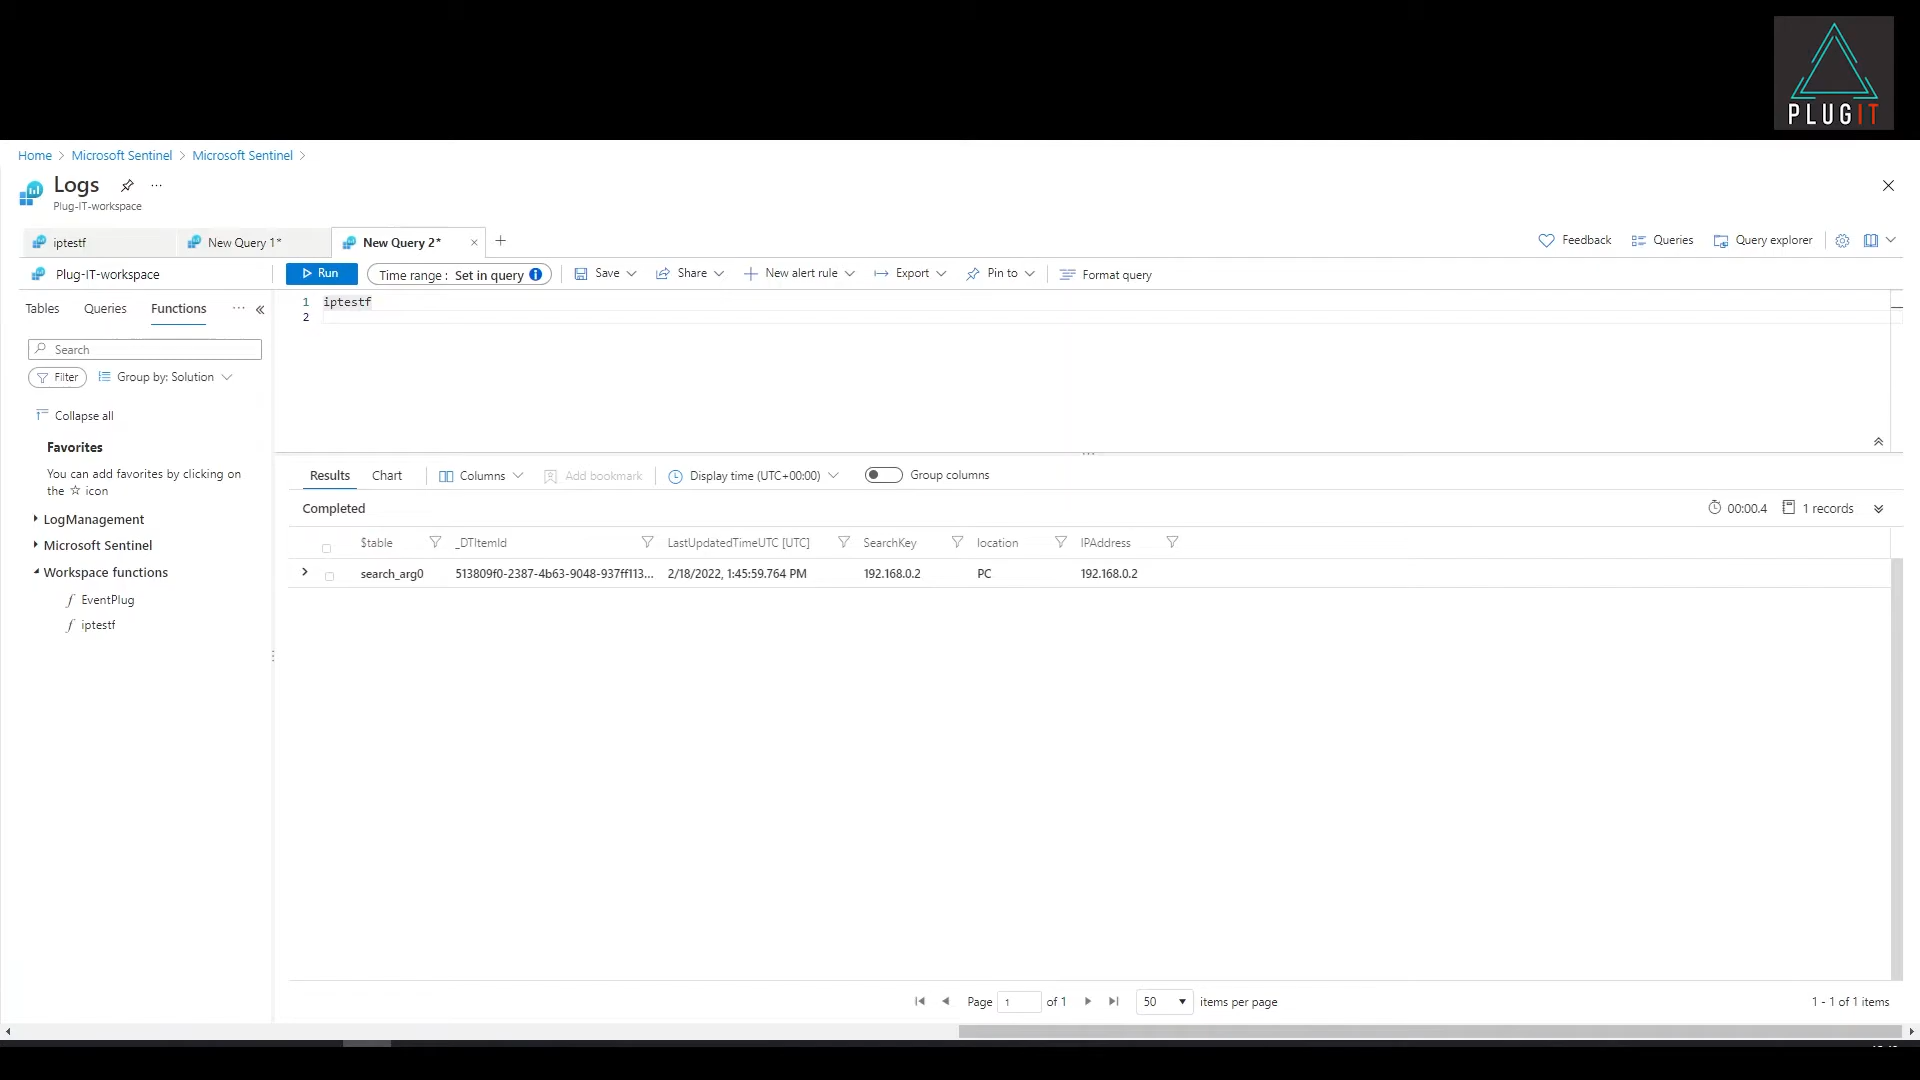 PLUGIT
Home > Microsoft Sentinel > Microsoft Sentinel >
Logs ...
Plug-IT-workspace
iptestf
New Query 1*
New Query 2*
Feedback
Queries
Query explorer
Plug-IT-workspace
Run
Time range : Set in query
Save
Share
New alert rule
Export
Pin to
Format query
Tables
Queries
Functions
...
1 iptestf
2
Search
Filter
Group by: Solution
Collapse all
Favorites
You can add favorites by clicking on
the ☆ icon
LogManagement
Microsoft Sentinel
Workspace functions
EventPlug
iptestf
Results
Chart
Columns
Add bookmark
Display time (UTC+00:00)
Group columns
Completed
00:00.4
1 records
$table
_DTItemId
LastUpdatedTimeUTC [UTC]
SearchKey
location
IPAddress
search_arg0
513809f0-2387-4b63-9048-937ff113...
2/18/2022, 1:45:59.764 PM
192.168.0.2
PC
192.168.0.2
Page 1 of 1
50 items per page
1 - 1 of 1 items